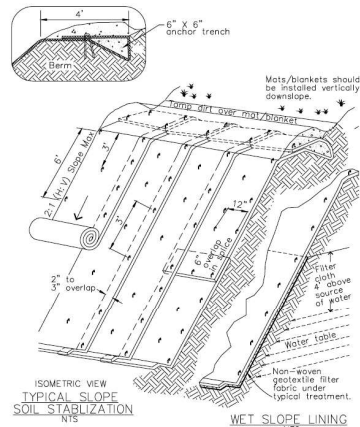 4'
6" X 6"
anchor trench
Berm
Mats/blankets should
be installed vertically
downslope.
Tamp dirt over mat/blanket
2:1 (H:V) Slope Max
6'
3'
3'
12"
6"
overlap
on splice
2" to
3"
overlap
Filter
cloth
4' above
source
of water
Water table
Non-woven
geotextile filter
fabric under
typical treatment.
ISOMETRIC VIEW
TYPICAL SLOPE
SOIL STABLIZATION
NTS
WET SLOPE LINING